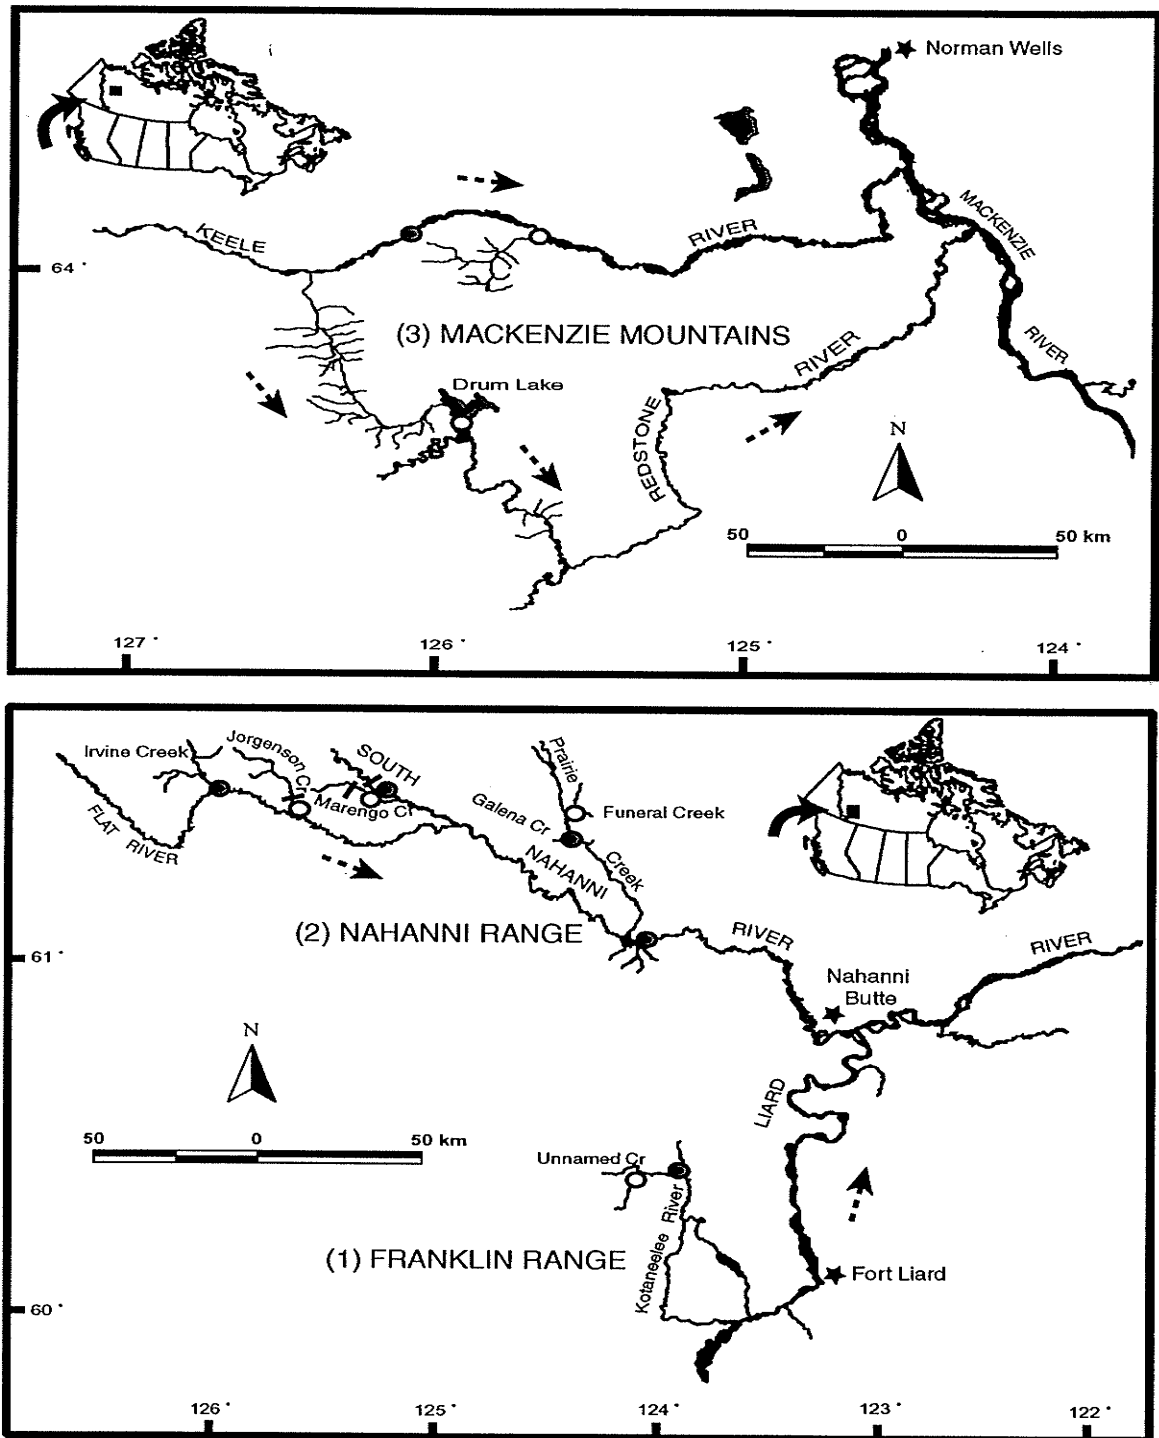 Norman Wells
KEELE
RIVER
MACKENZIE
64°
(3) MACKENZIE MOUNTAINS
RIVER
RIVER
Drum Lake
REDSTONE
N
50 0 50 km
127° 126° 125° 124°
Irvine Creek
Jorgenson Cr
SOUTH
Prairie
FLAT
RIVER
Marengo Cr
Galena Cr
Funeral Creek
NAHANNI
Creek
(2) NAHANNI RANGE
RIVER
RIVER
61°
Nahanni
Butte
N
LIARD
50 0 50 km
Unnamed Cr
Kotaneelee River
(1) FRANKLIN RANGE
Fort Liard
60°
126° 125° 124° 123° 122°